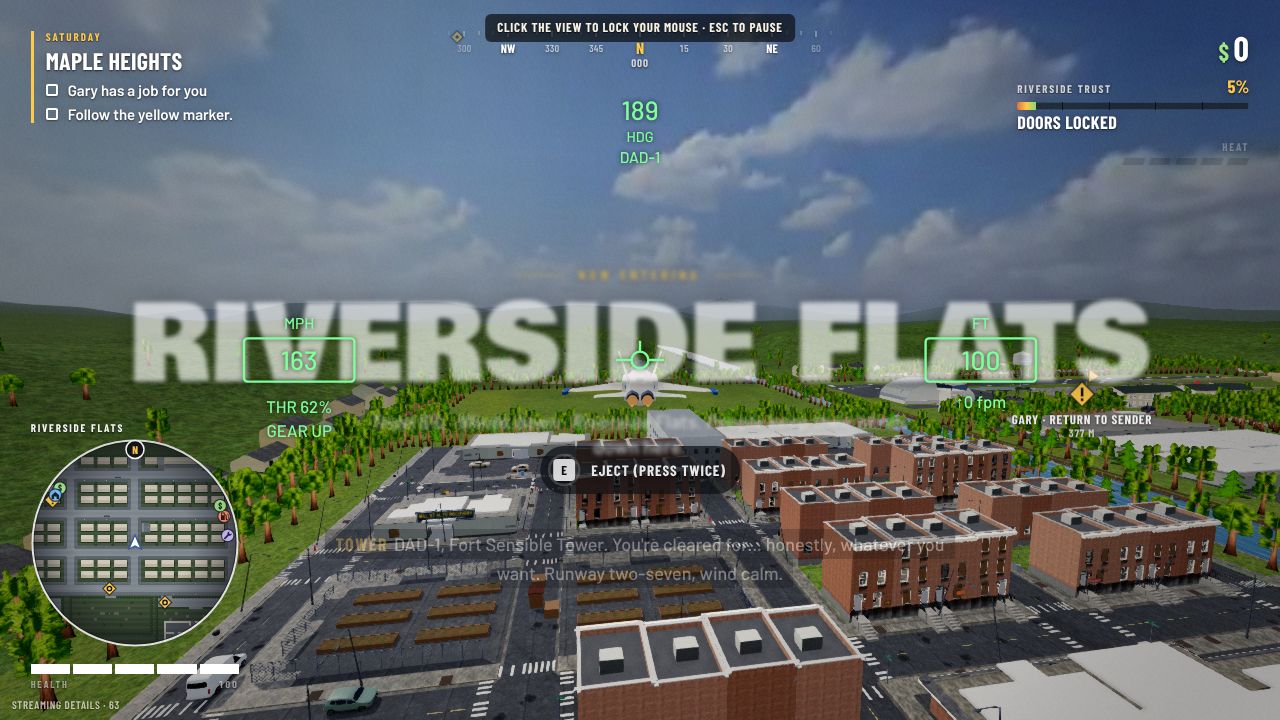 CLICK THE VIEW TO LOCK YOUR MOUSE · ESC TO PAUSE
SATURDAY
MAPLE HEIGHTS
Gary has a job for you
Follow the yellow marker.
300 NW 330 345 N 15 30 NE 60
000
$0
RIVERSIDE TRUST 5%
DOORS LOCKED
HEAT
189
HDG
DAD-1
NOW ENTERING
RIVERSIDE FLATS
MPH
163
THR 62%
GEAR UP
FT
100
↑0 fpm
GARY · RETURN TO SENDER
377 M
E EJECT (PRESS TWICE)
TOWER DAD-1, Fort Sensible Tower. You're cleared for... honestly, whatever you
want. Runway two-seven, wind calm.
RIVERSIDE FLATS
N
HEALTH 100
STREAMING DETAILS · 63